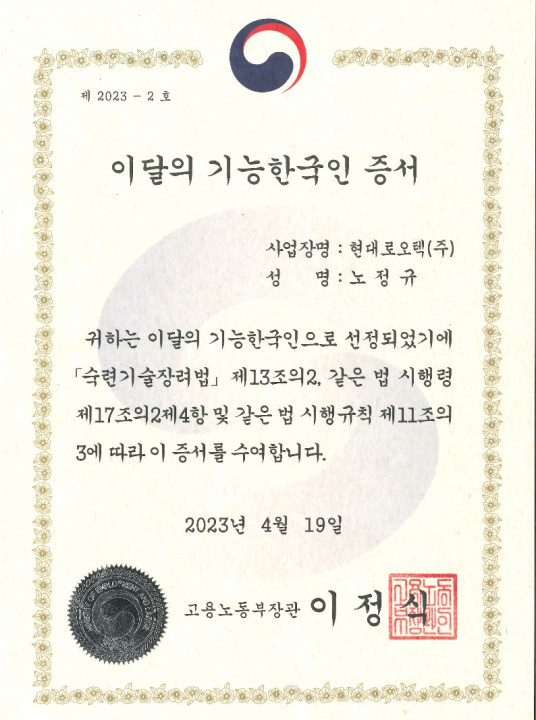 제 2023 - 2 호
이달의 기능한국인 증서
사업장명 : 현대로오텍(주)
성 명 : 노정규
귀하는 이달의 기능한국인으로 선정되었기에
「숙련기술장려법」 제13조의2, 같은 법 시행령
제17조의2제4항 및 같은 법 시행규칙 제11조의
3에 따라 이 증서를 수여합니다.
2023년 4월 19일
고용노동부장관 이정식